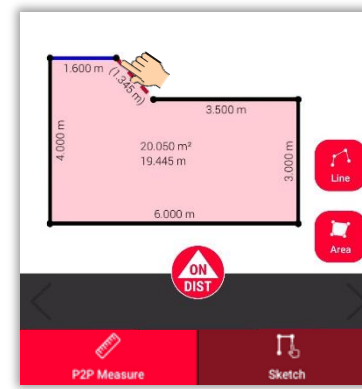 1.600 m
(1.345 m)
3.500 m
4.000 m
20.050 m²
19.445 m
3.000 m
6.000 m
Line
Area
ON
DIST
P2P Measure
Sketch